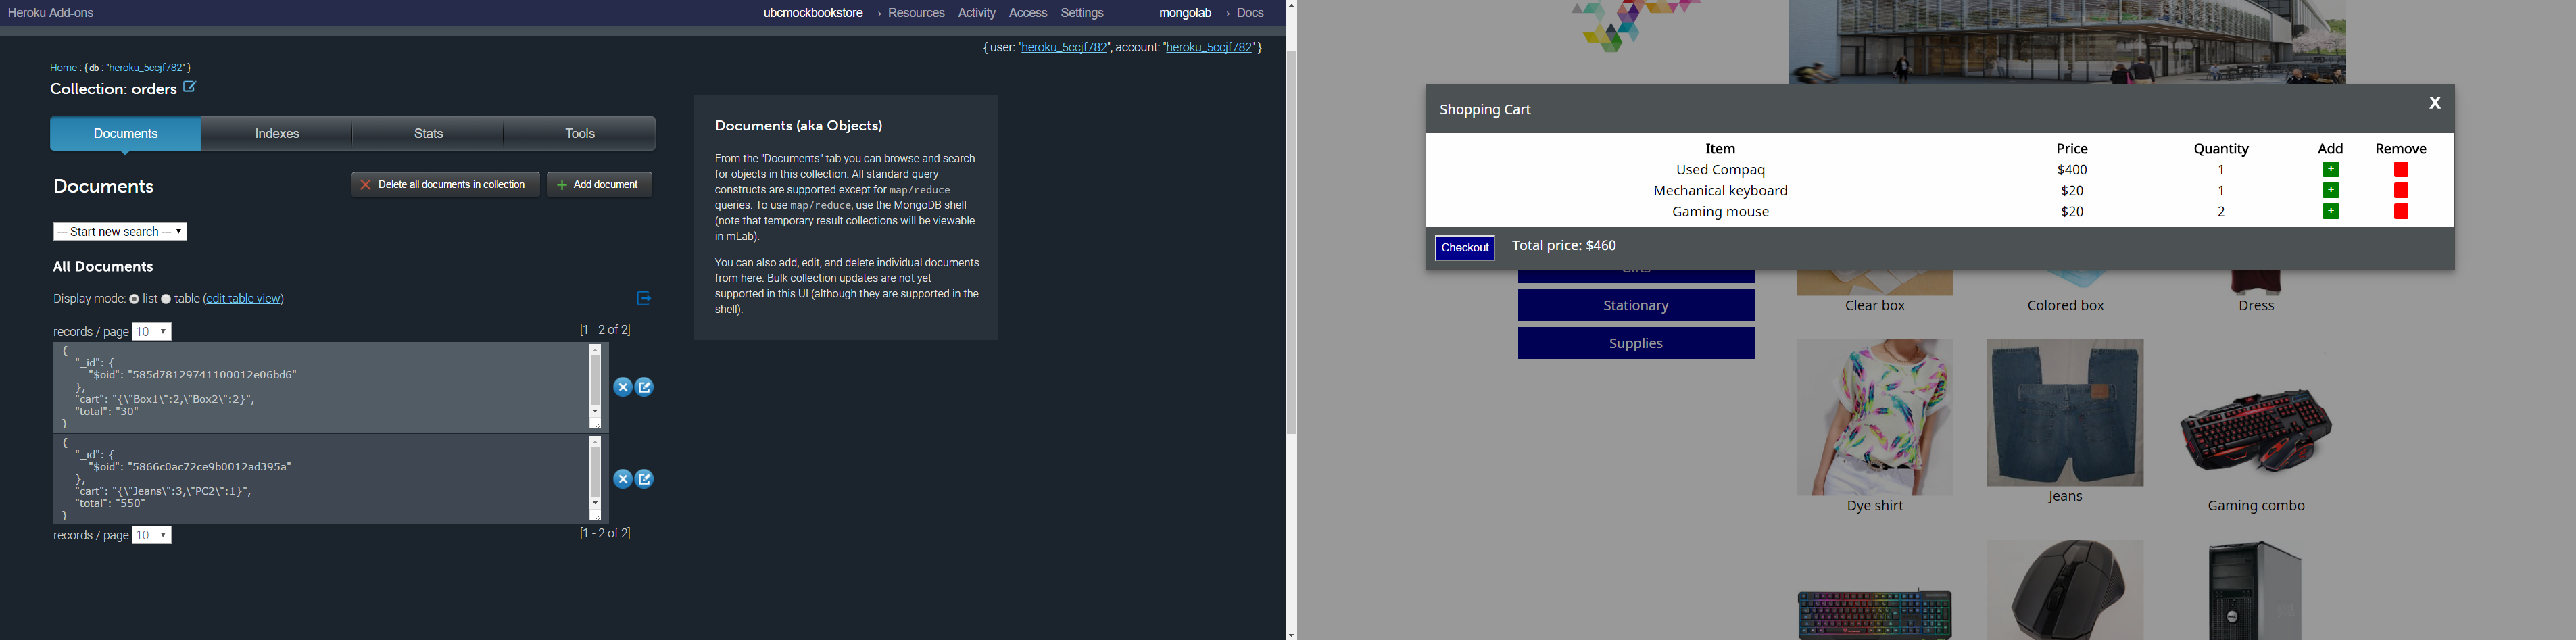 Heroku Add-ons
ubcmockbookstore → Resources Activity Access Settings mongolab → Docs
{ user: "heroku_5ccjf782", account: "heroku_5ccjf782" }
Home : { db : "heroku_5ccjf782" }
Collection: orders
Documents Indexes Stats Tools
Documents
Delete all documents in collection
Add document
--- Start new search ---
All Documents
Display mode: list table (edit table view)
records / page 10 [1 - 2 of 2]
{
"_id": {
"$oid": "585d78129741100012e06bd6"
},
"cart": "{\"Box1\":2,\"Box2\":2}",
"total": "30"
}
{
"_id": {
"$oid": "5866c0ac72ce9b0012ad395a"
},
"cart": "{\"Jeans\":3,\"PC2\":1}",
"total": "550"
}
records / page 10 [1 - 2 of 2]
Documents (aka Objects)
From the "Documents" tab you can browse and search
for objects in this collection. All standard query
constructs are supported except for map/reduce
queries. To use map/reduce, use the MongoDB shell
(note that temporary result collections will be viewable
in mLab).
You can also add, edit, and delete individual documents
from here. Bulk collection updates are not yet
supported in this UI (although they are supported in the
shell).
Shopping Cart X
Item Price Quantity Add Remove
Used Compaq $400 1 + -
Mechanical keyboard $20 1 + -
Gaming mouse $20 2 + -
Checkout Total price: $460
Gifts
Stationary
Supplies
Clear box Colored box Dress
Dye shirt Jeans Gaming combo